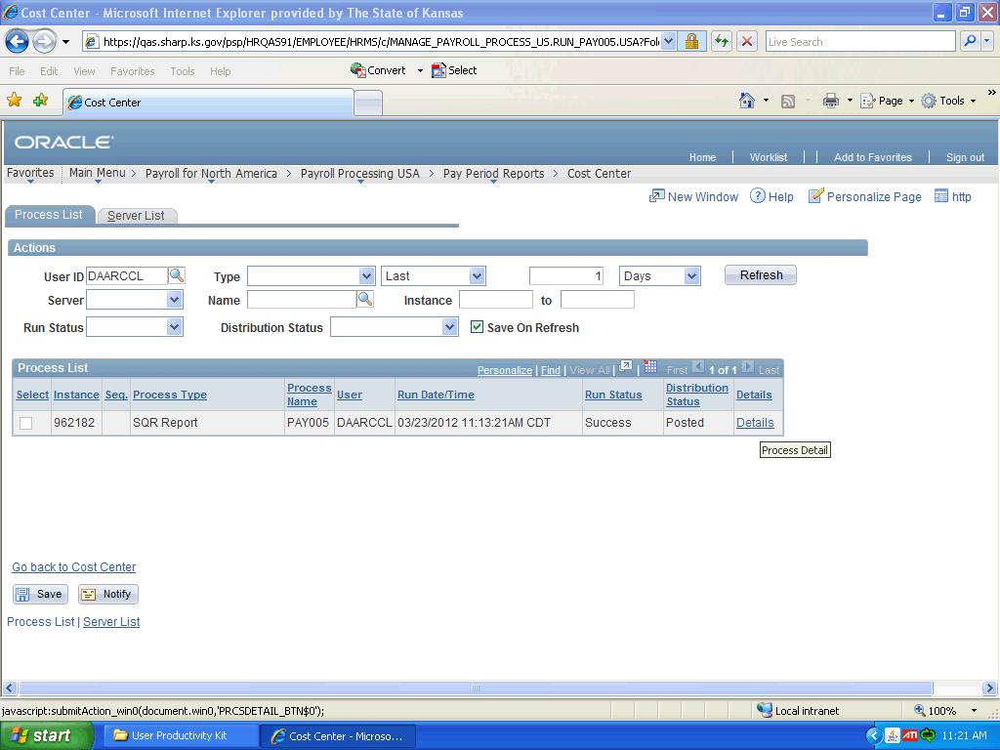 Cost Center - Microsoft Internet Explorer provided by The State of Kansas
https://qas.sharp.ks.gov/psp/HRQAS91/EMPLOYEE/HRMS/c/MANAGE_PAYROLL_PROCESS_US.RUN_PAY005.USA?Fol
Live Search
File Edit View Favorites Tools Help
Convert Select
Cost Center
Page Tools
ORACLE
Home Worklist Add to Favorites Sign out
Favorites Main Menu > Payroll for North America > Payroll Processing USA > Pay Period Reports > Cost Center
New Window Help Personalize Page http
Process List Server List
Actions
User ID DAARCCL Type Last 1 Days Refresh
Server Name Instance to
Run Status Distribution Status Save On Refresh
Process List Personalize | Find | View All | | First 1 of 1 Last
Select Instance Seq. Process Type Process Name User Run Date/Time Run Status Distribution Status Details
962182 SQR Report PAY005 DAARCCL 03/23/2012 11:13:21AM CDT Success Posted Details
Process Detail
Go back to Cost Center
Save Notify
Process List | Server List
javascript:submitAction_win0(document.win0,'PRCSDETAIL_BTN$0'); Local intranet 100%
start User Productivity Kit Cost Center - Microso... ATI 11:21 AM